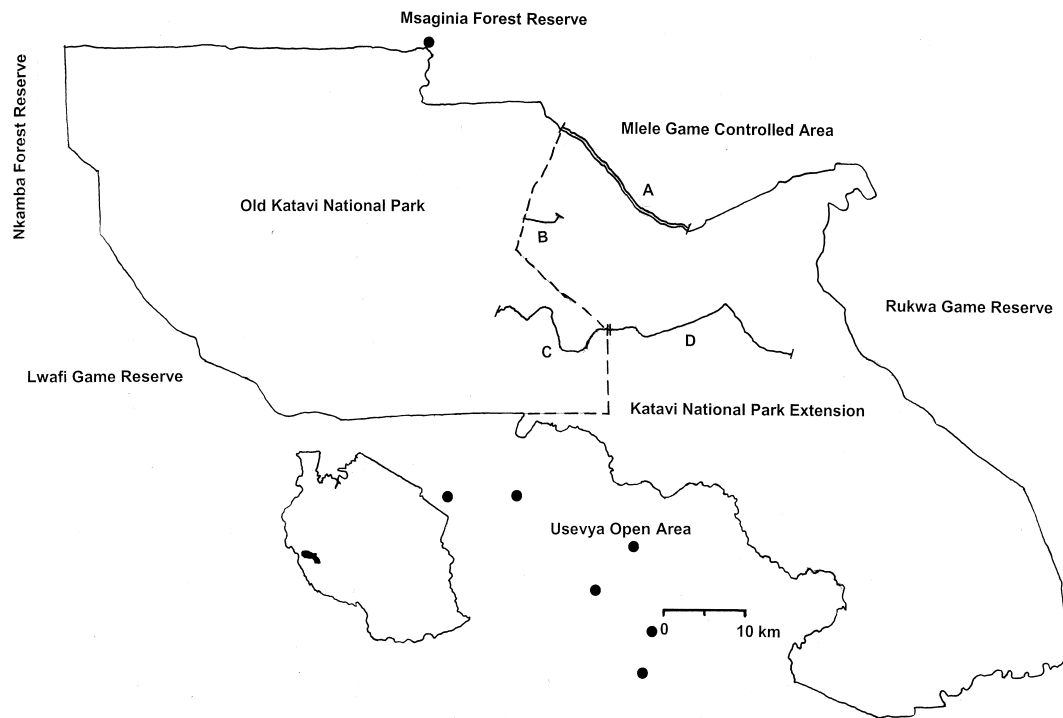 Msaginia Forest Reserve
Nkamba Forest Reserve
Mlele Game Controlled Area
A
Old Katavi National Park
B
Rukwa Game Reserve
C
D
Lwafi Game Reserve
Katavi National Park Extension
Usevya Open Area
0 10 km